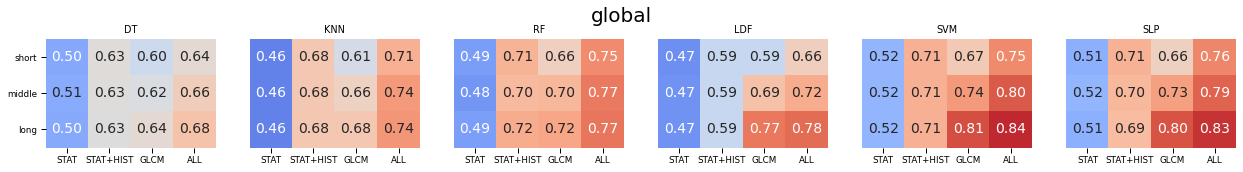 global
DT KNN RF LDF SVM SLP
short 0.50 0.63 0.60 0.64 0.46 0.68 0.61 0.71 0.49 0.71 0.66 0.75 0.47 0.59 0.59 0.66 0.52 0.71 0.67 0.75 0.51 0.71 0.66 0.76
middle 0.51 0.63 0.62 0.66 0.46 0.68 0.66 0.74 0.48 0.70 0.70 0.77 0.47 0.59 0.69 0.72 0.52 0.71 0.74 0.80 0.52 0.70 0.73 0.79
long 0.50 0.63 0.64 0.68 0.46 0.68 0.68 0.74 0.49 0.72 0.72 0.77 0.47 0.59 0.77 0.78 0.52 0.71 0.81 0.84 0.51 0.69 0.80 0.83
STAT STAT+HIST GLCM ALL STAT STAT+HIST GLCM ALL STAT STAT+HIST GLCM ALL STAT STAT+HIST GLCM ALL STAT STAT+HIST GLCM ALL STAT STAT+HIST GLCM ALL